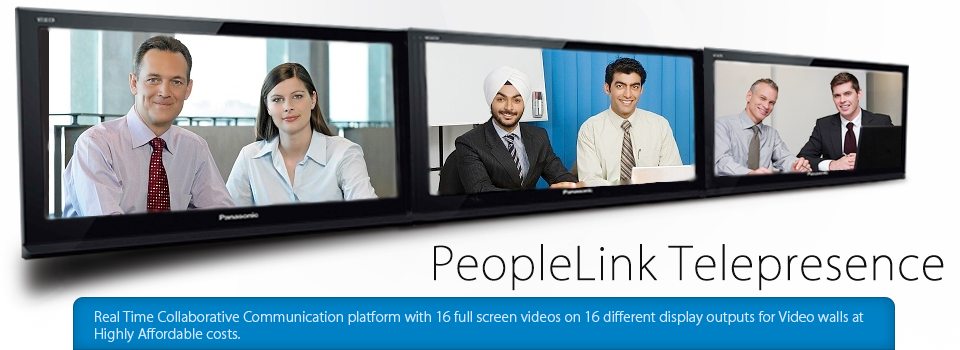 Panasonic
Panasonic
Panasonic
PeopleLink Telepresence
Real Time Collaborative Communication platform with 16 full screen videos on 16 different display outputs for Video walls at
Highly Affordable costs.